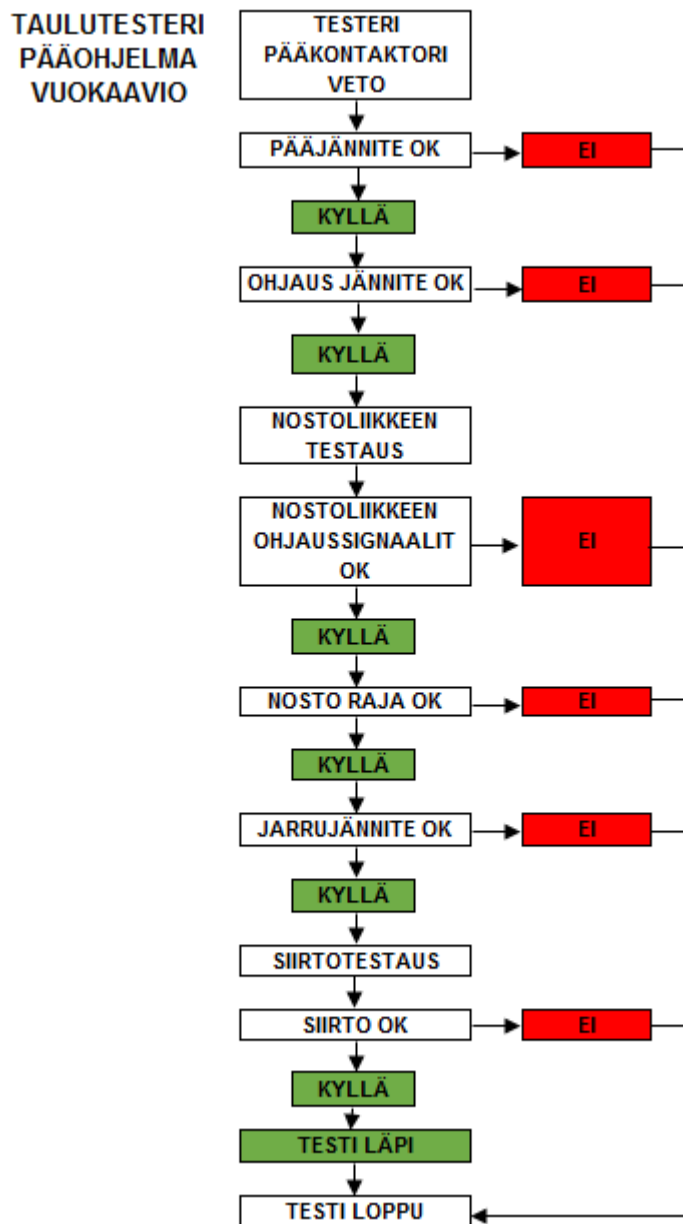 TAULUTESTERI
PÄÄOHJELMA
VUOKAAVIO
TESTERI
PÄÄKONTAKTORI
VETO
PÄÄJÄNNITE OK
EI
KYLLÄ
OHJAUS JÄNNITE OK
EI
KYLLÄ
NOSTOLIIKKEEN
TESTAUS
NOSTOLIIKKEEN
OHJAUSSIGNAALIT
OK
EI
KYLLÄ
NOSTO RAJA OK
EI
KYLLÄ
JARRUJÄNNITE OK
EI
KYLLÄ
SIIRTOTESTAUS
SIIRTO OK
EI
KYLLÄ
TESTI LÄPI
TESTI LOPPU